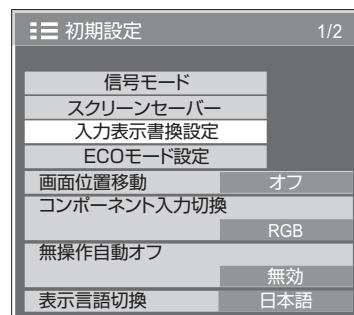 初期設定 1/2
信号モード
スクリーンセーバー
入力表示書換設定
ECOモード設定
画面位置移動 オフ
コンポーネント入力切換
RGB
無操作自動オフ
無効
表示言語切換 日本語